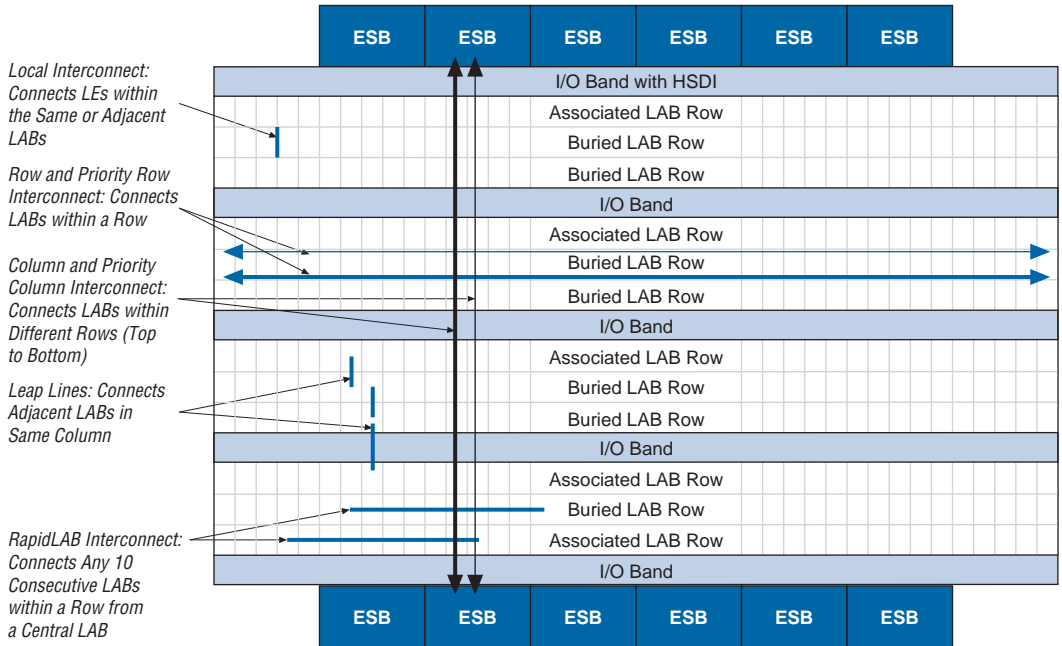 ESB ESB ESB ESB ESB ESB
Local Interconnect:
Connects LEs within
the Same or Adjacent
LABs
Row and Priority Row
Interconnect: Connects
LABs within a Row
Column and Priority
Column Interconnect:
Connects LABs within
Different Rows (Top
to Bottom)
Leap Lines: Connects
Adjacent LABs in
Same Column
RapidLAB Interconnect:
Connects Any 10
Consecutive LABs
within a Row from
a Central LAB
I/O Band with HSDI
Associated LAB Row
Buried LAB Row
Buried LAB Row
I/O Band
Associated LAB Row
Buried LAB Row
Buried LAB Row
I/O Band
Associated LAB Row
Buried LAB Row
Buried LAB Row
I/O Band
Associated LAB Row
Buried LAB Row
Associated LAB Row
I/O Band
ESB ESB ESB ESB ESB ESB